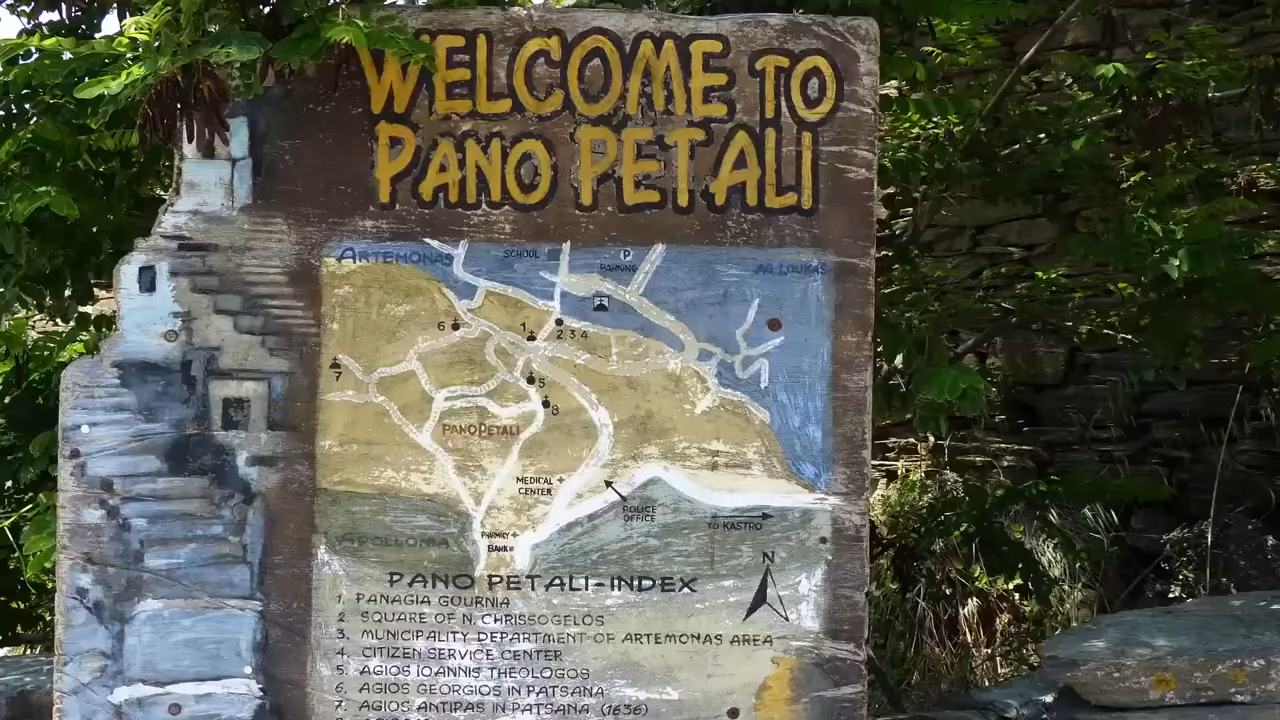 WELCOME TO
PANO PETALI
ARTEMONAS
SCHOOL
P
PARKING
AG. LOUKAS
6
1
2 3 4
7
5
8
PANO PETALI
MEDICAL
CENTER
POLICE
OFFICE
TO KASTRO
PHARMACY
BANK
APOLLONIA
N
PANO PETALI-INDEX
1. PANAGIA GOURNIA
2. SQUARE OF N. CHRISSOGELOS
3. MUNICIPALITY DEPARTMENT OF ARTEMONAS AREA
4. CITIZEN SERVICE CENTER
5. AGIOS IOANNIS THEOLOGOS
6. AGIOS GEORGIOS IN PATSANA
7. AGIOS ANTIPAS IN PATSANA (1636)